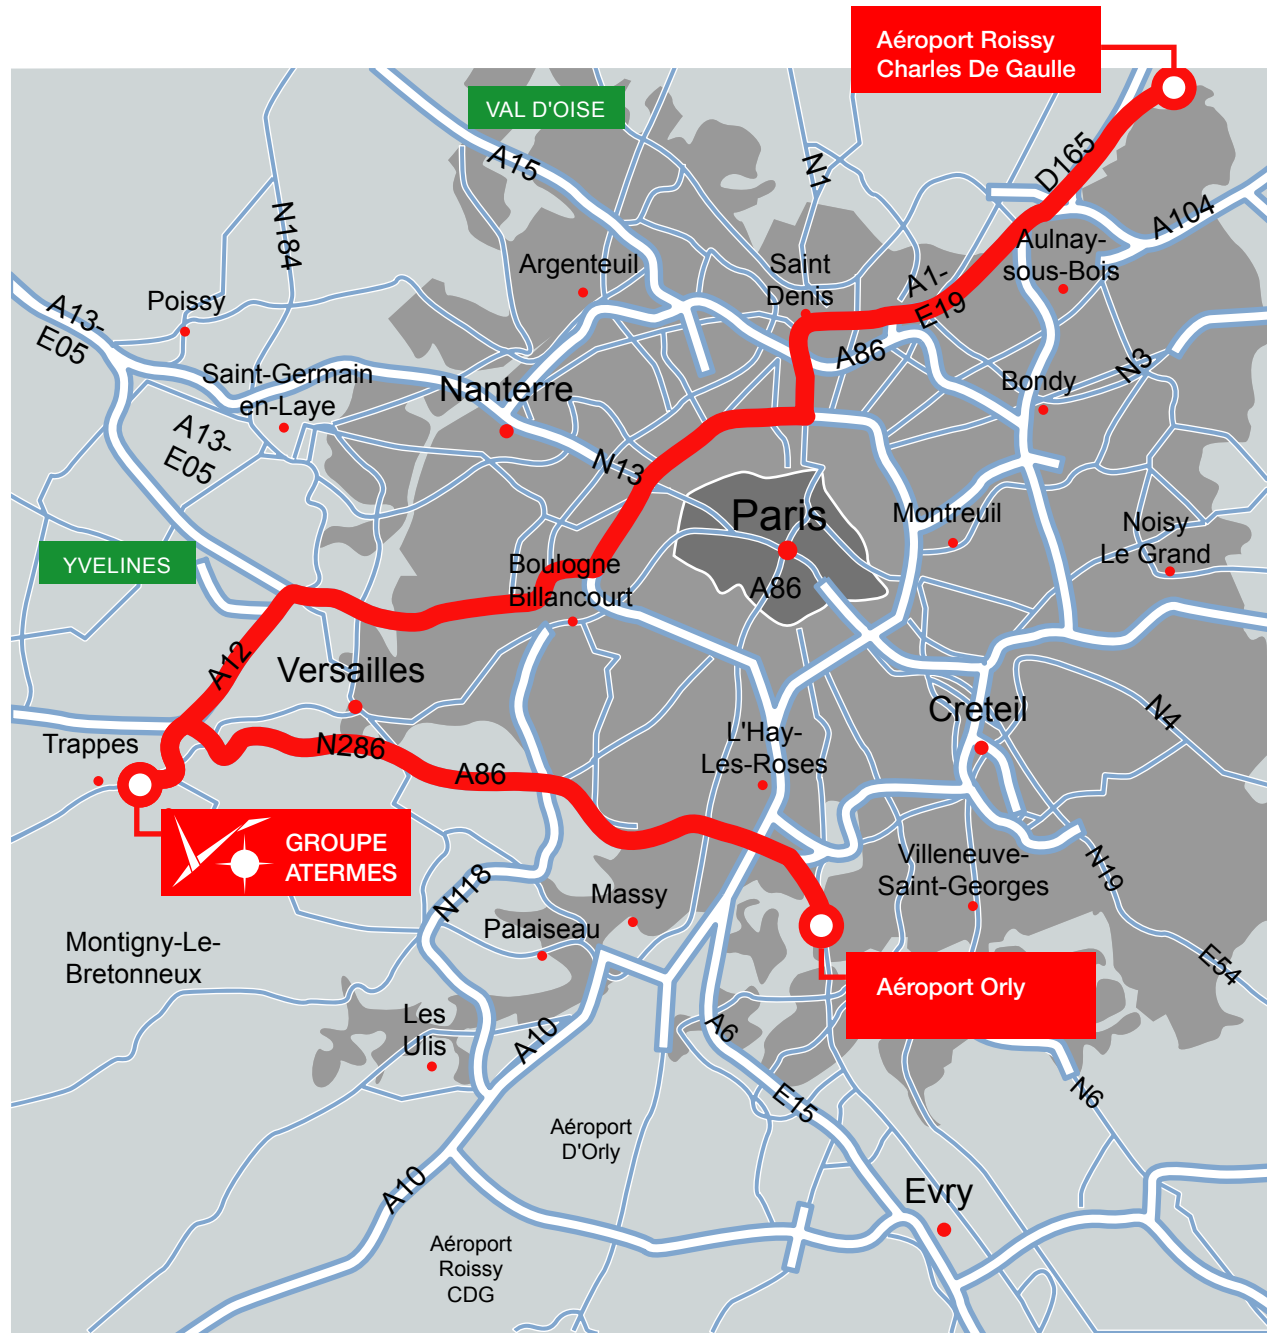 Aéroport Roissy
Charles De Gaulle
VAL D'OISE
A15
N1
D165
A104
N184
Argenteuil
Saint
Denis
A1-
E19
Aulnay-
sous-Bois
Poissy
A13-
E05
A86
N3
Saint-Germain
en-Laye
Nanterre
Bondy
A13-
E05
N13
Paris
Montreuil
Noisy
Le Grand
YVELINES
Boulogne
Billancourt
A86
A12
Versailles
Creteil
N4
Trappes
N286
A86
L'Hay-
Les-Roses
GROUPE
ATERMES
Villeneuve-
Saint-Georges
N19
N118
Massy
Palaiseau
Montigny-Le-
Bretonneux
E54
Aéroport Orly
Les
Ulis
A10
A6
E15
N6
Aéroport
D'Orly
A10
Evry
Aéroport
Roissy
CDG